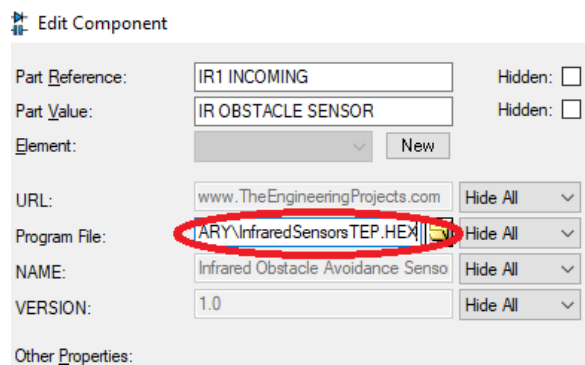 Edit Component
Part Reference: IR1 INCOMING Hidden:
Part Value: IR OBSTACLE SENSOR Hidden:
Element: New
URL: www.TheEngineeringProjects.com Hide All
Program File: ARY\InfraredSensorsTEP.HEX Hide All
NAME: Infrared Obstacle Avoidance Senso Hide All
VERSION: 1.0 Hide All
Other Properties: